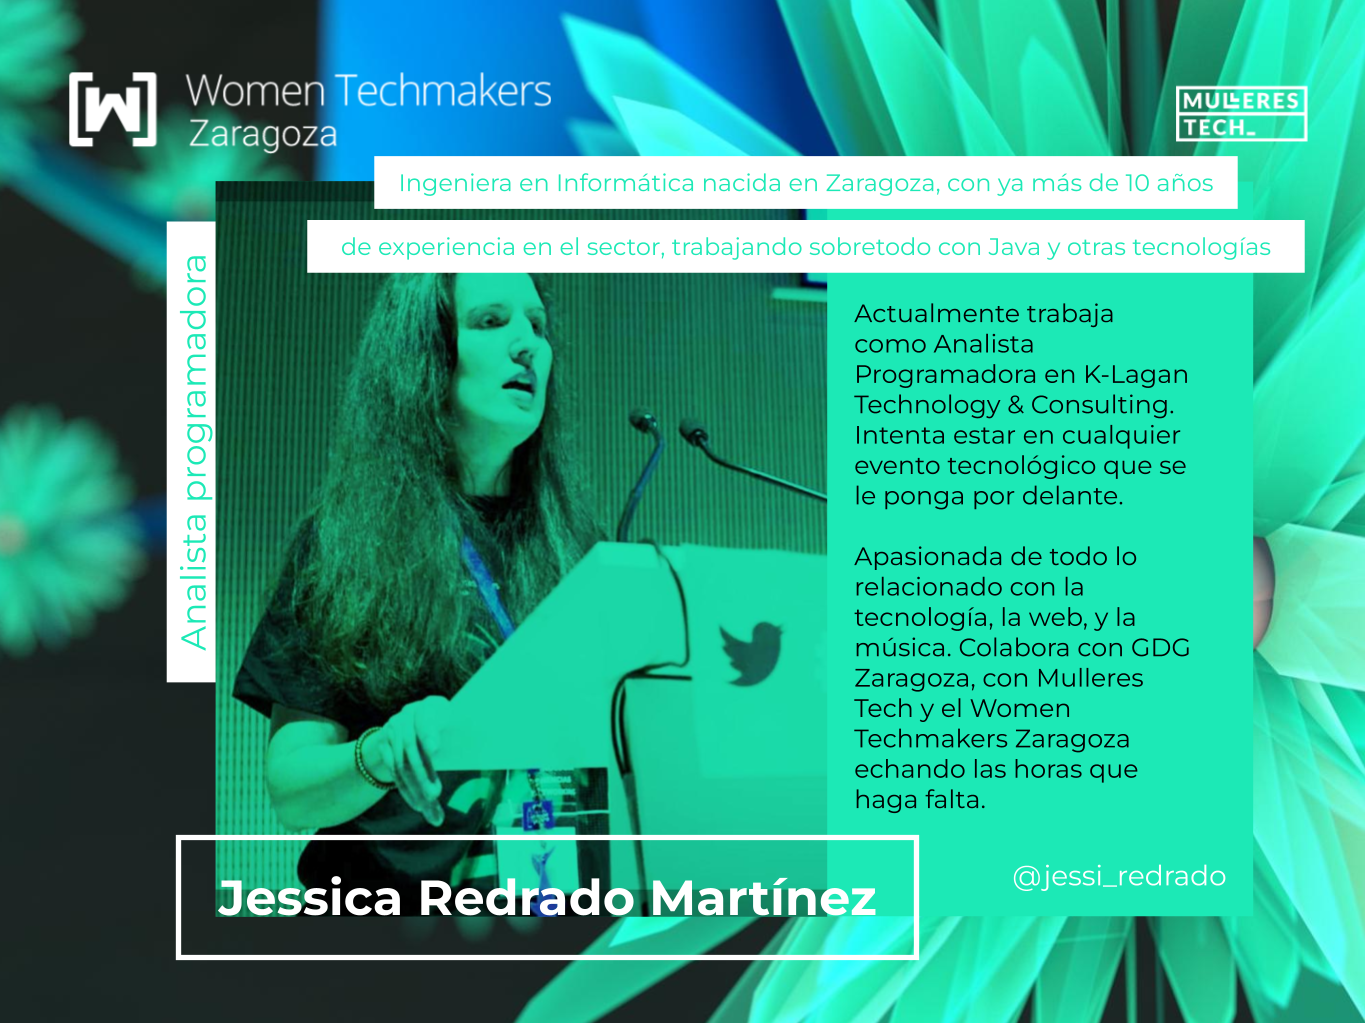 Women Techmakers
Zaragoza
MULLERES
TECH_
Ingeniera en Informática nacida en Zaragoza, con ya más de 10 años
de experiencia en el sector, trabajando sobretodo con Java y otras tecnologías
Analista programadora
Actualmente trabaja
como Analista
Programadora en K-Lagan
Technology & Consulting.
Intenta estar en cualquier
evento tecnológico que se
le ponga por delante.
Apasionada de todo lo
relacionado con la
tecnología, la web, y la
música. Colabora con GDG
Zaragoza, con Mulleres
Tech y el Women
Techmakers Zaragoza
echando las horas que
haga falta.
@jessi_redrado
Jessica Redrado Martínez